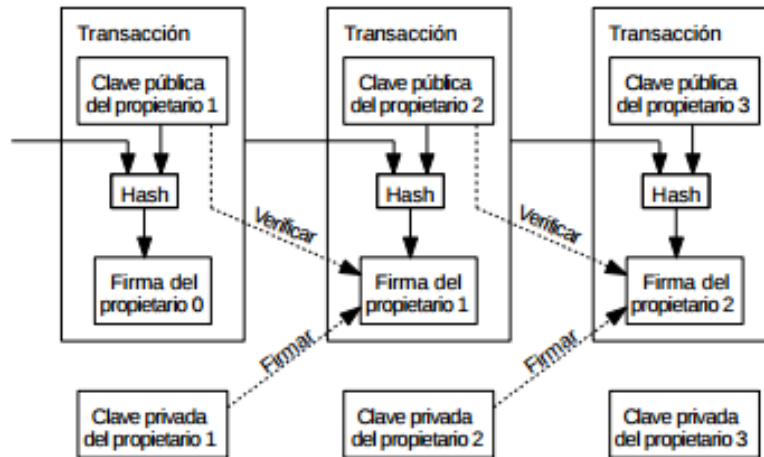 Transacción
Transacción
Transacción
Clave pública
del propietario 1
Clave pública
del propietario 2
Clave pública
del propietario 3
Hash
Hash
Hash
Verificar
Verificar
Firma del
propietario 0
Firma del
propietario 1
Firma del
propietario 2
Firmar
Firmar
Clave privada
del propietario 1
Clave privada
del propietario 2
Clave privada
del propietario 3